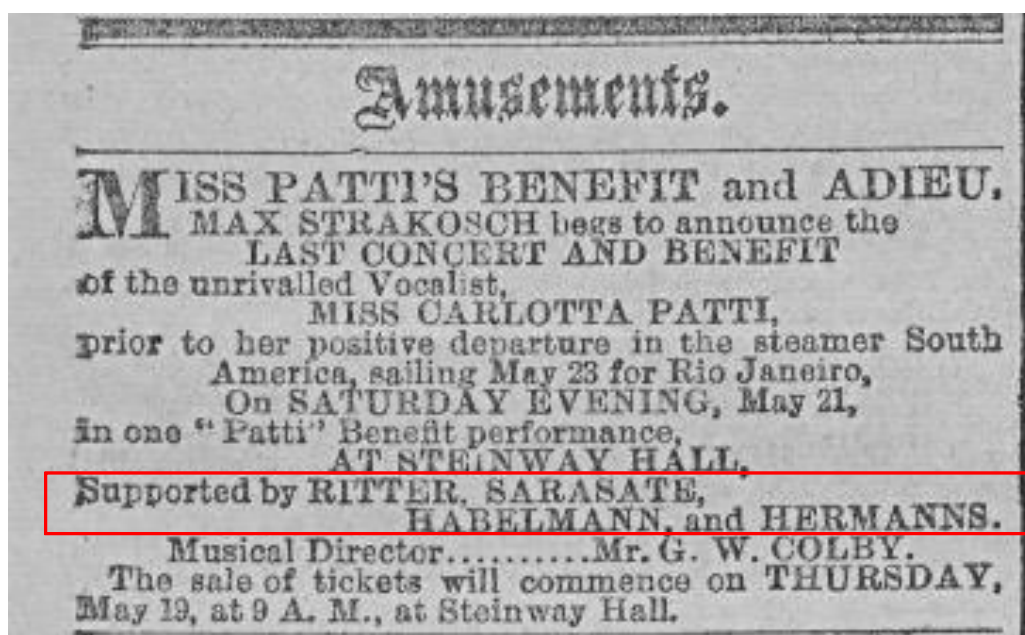 Amusements.
MISS PATTI'S BENEFIT and ADIEU.
MAX STRAKOSCH begs to announce the
LAST CONCERT AND BENEFIT
of the unrivalled Vocalist,
MISS CARLOTTA PATTI,
prior to her positive departure in the steamer South
America, sailing May 23 for Rio Janeiro,
On SATURDAY EVENING, May 21,
in one "Patti" Benefit performance,
AT STEINWAY HALL,
Supported by RITTER, SARASATE,
HABELMANN, and HERMANNS.
Musical Director..........Mr. G. W. COLBY.
The sale of tickets will commence on THURSDAY,
May 19, at 9 A. M., at Steinway Hall.